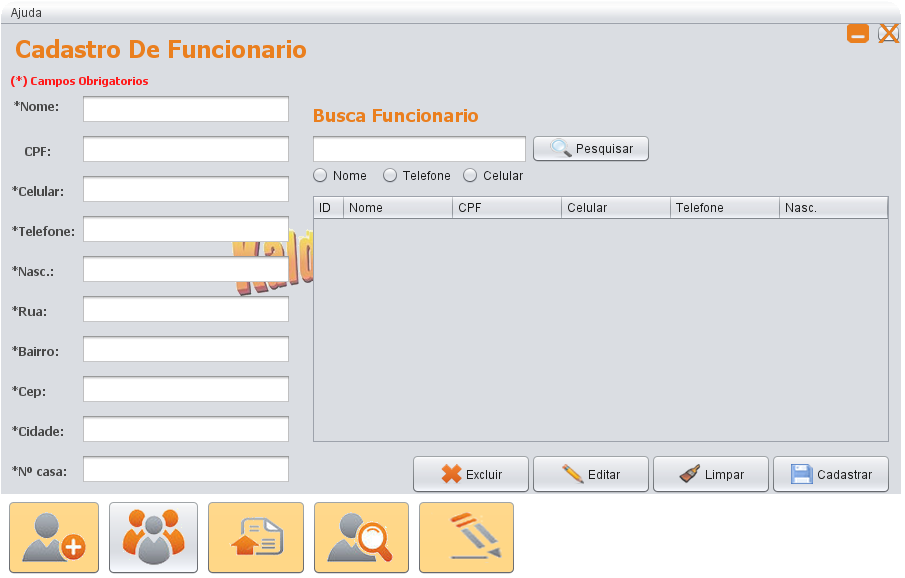 Ajuda
Cadastro De Funcionario
(*) Campos Obrigatorios
*Nome:
CPF:
*Celular:
*Telefone:
*Nasc.:
*Rua:
*Bairro:
*Cep:
*Cidade:
*Nº casa:
Busca Funcionario
Pesquisar
Nome Telefone Celular
ID Nome CPF Celular Telefone Nasc.
Excluir Editar Limpar Cadastrar